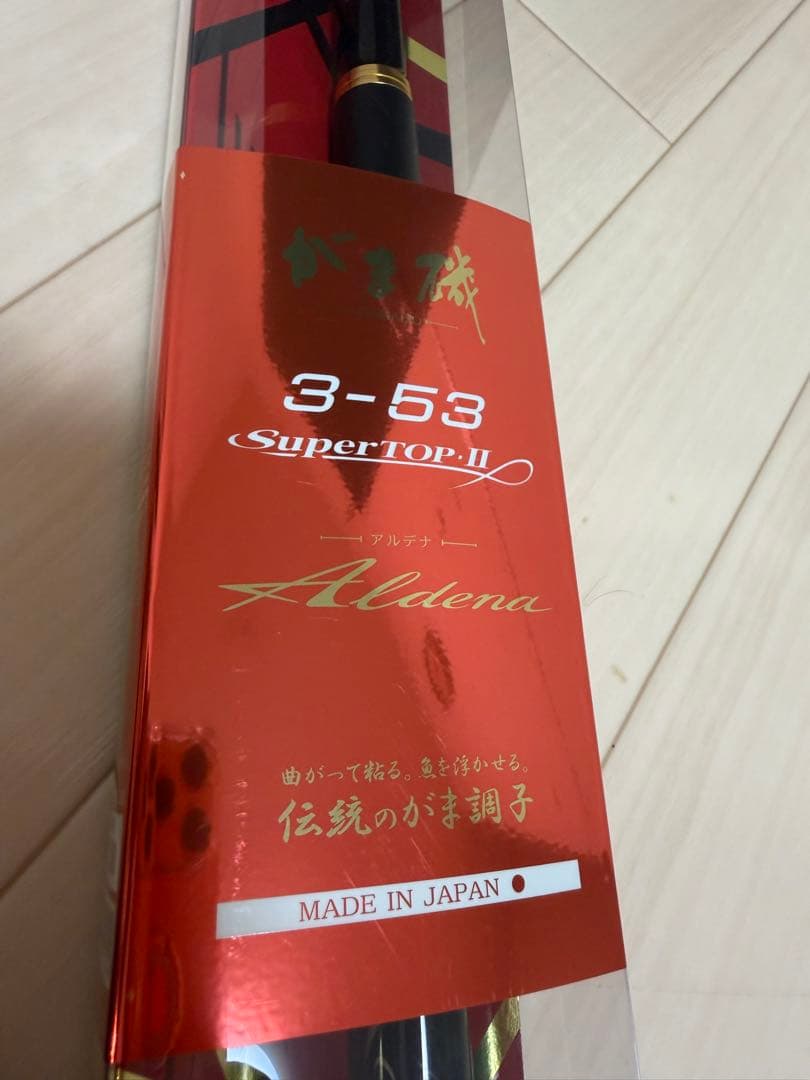 がま磯
3-53
SuperTOP·II
アルデナ
Aldena
曲がって粘る。魚を浮かせる。
伝統のがま調子
MADE IN JAPAN